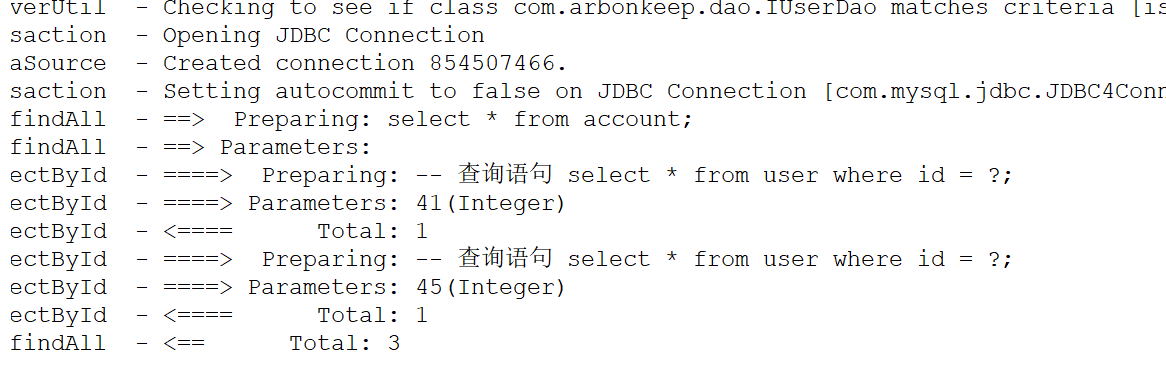 verUtil - Checking to see if class com.arbonkeep.dao.IUserDao matches criteria [is
saction - Opening JDBC Connection
aSource - Created connection 854507466.
saction - Setting autocommit to false on JDBC Connection [com.mysql.jdbc.JDBC4Conn
findAll - ==> Preparing: select * from account;
findAll - ==> Parameters:
ectById - ====> Preparing: -- 查询语句 select * from user where id = ?;
ectById - ====> Parameters: 41(Integer)
ectById - <==== Total: 1
ectById - ====> Preparing: -- 查询语句 select * from user where id = ?;
ectById - ====> Parameters: 45(Integer)
ectById - <==== Total: 1
findAll - <== Total: 3